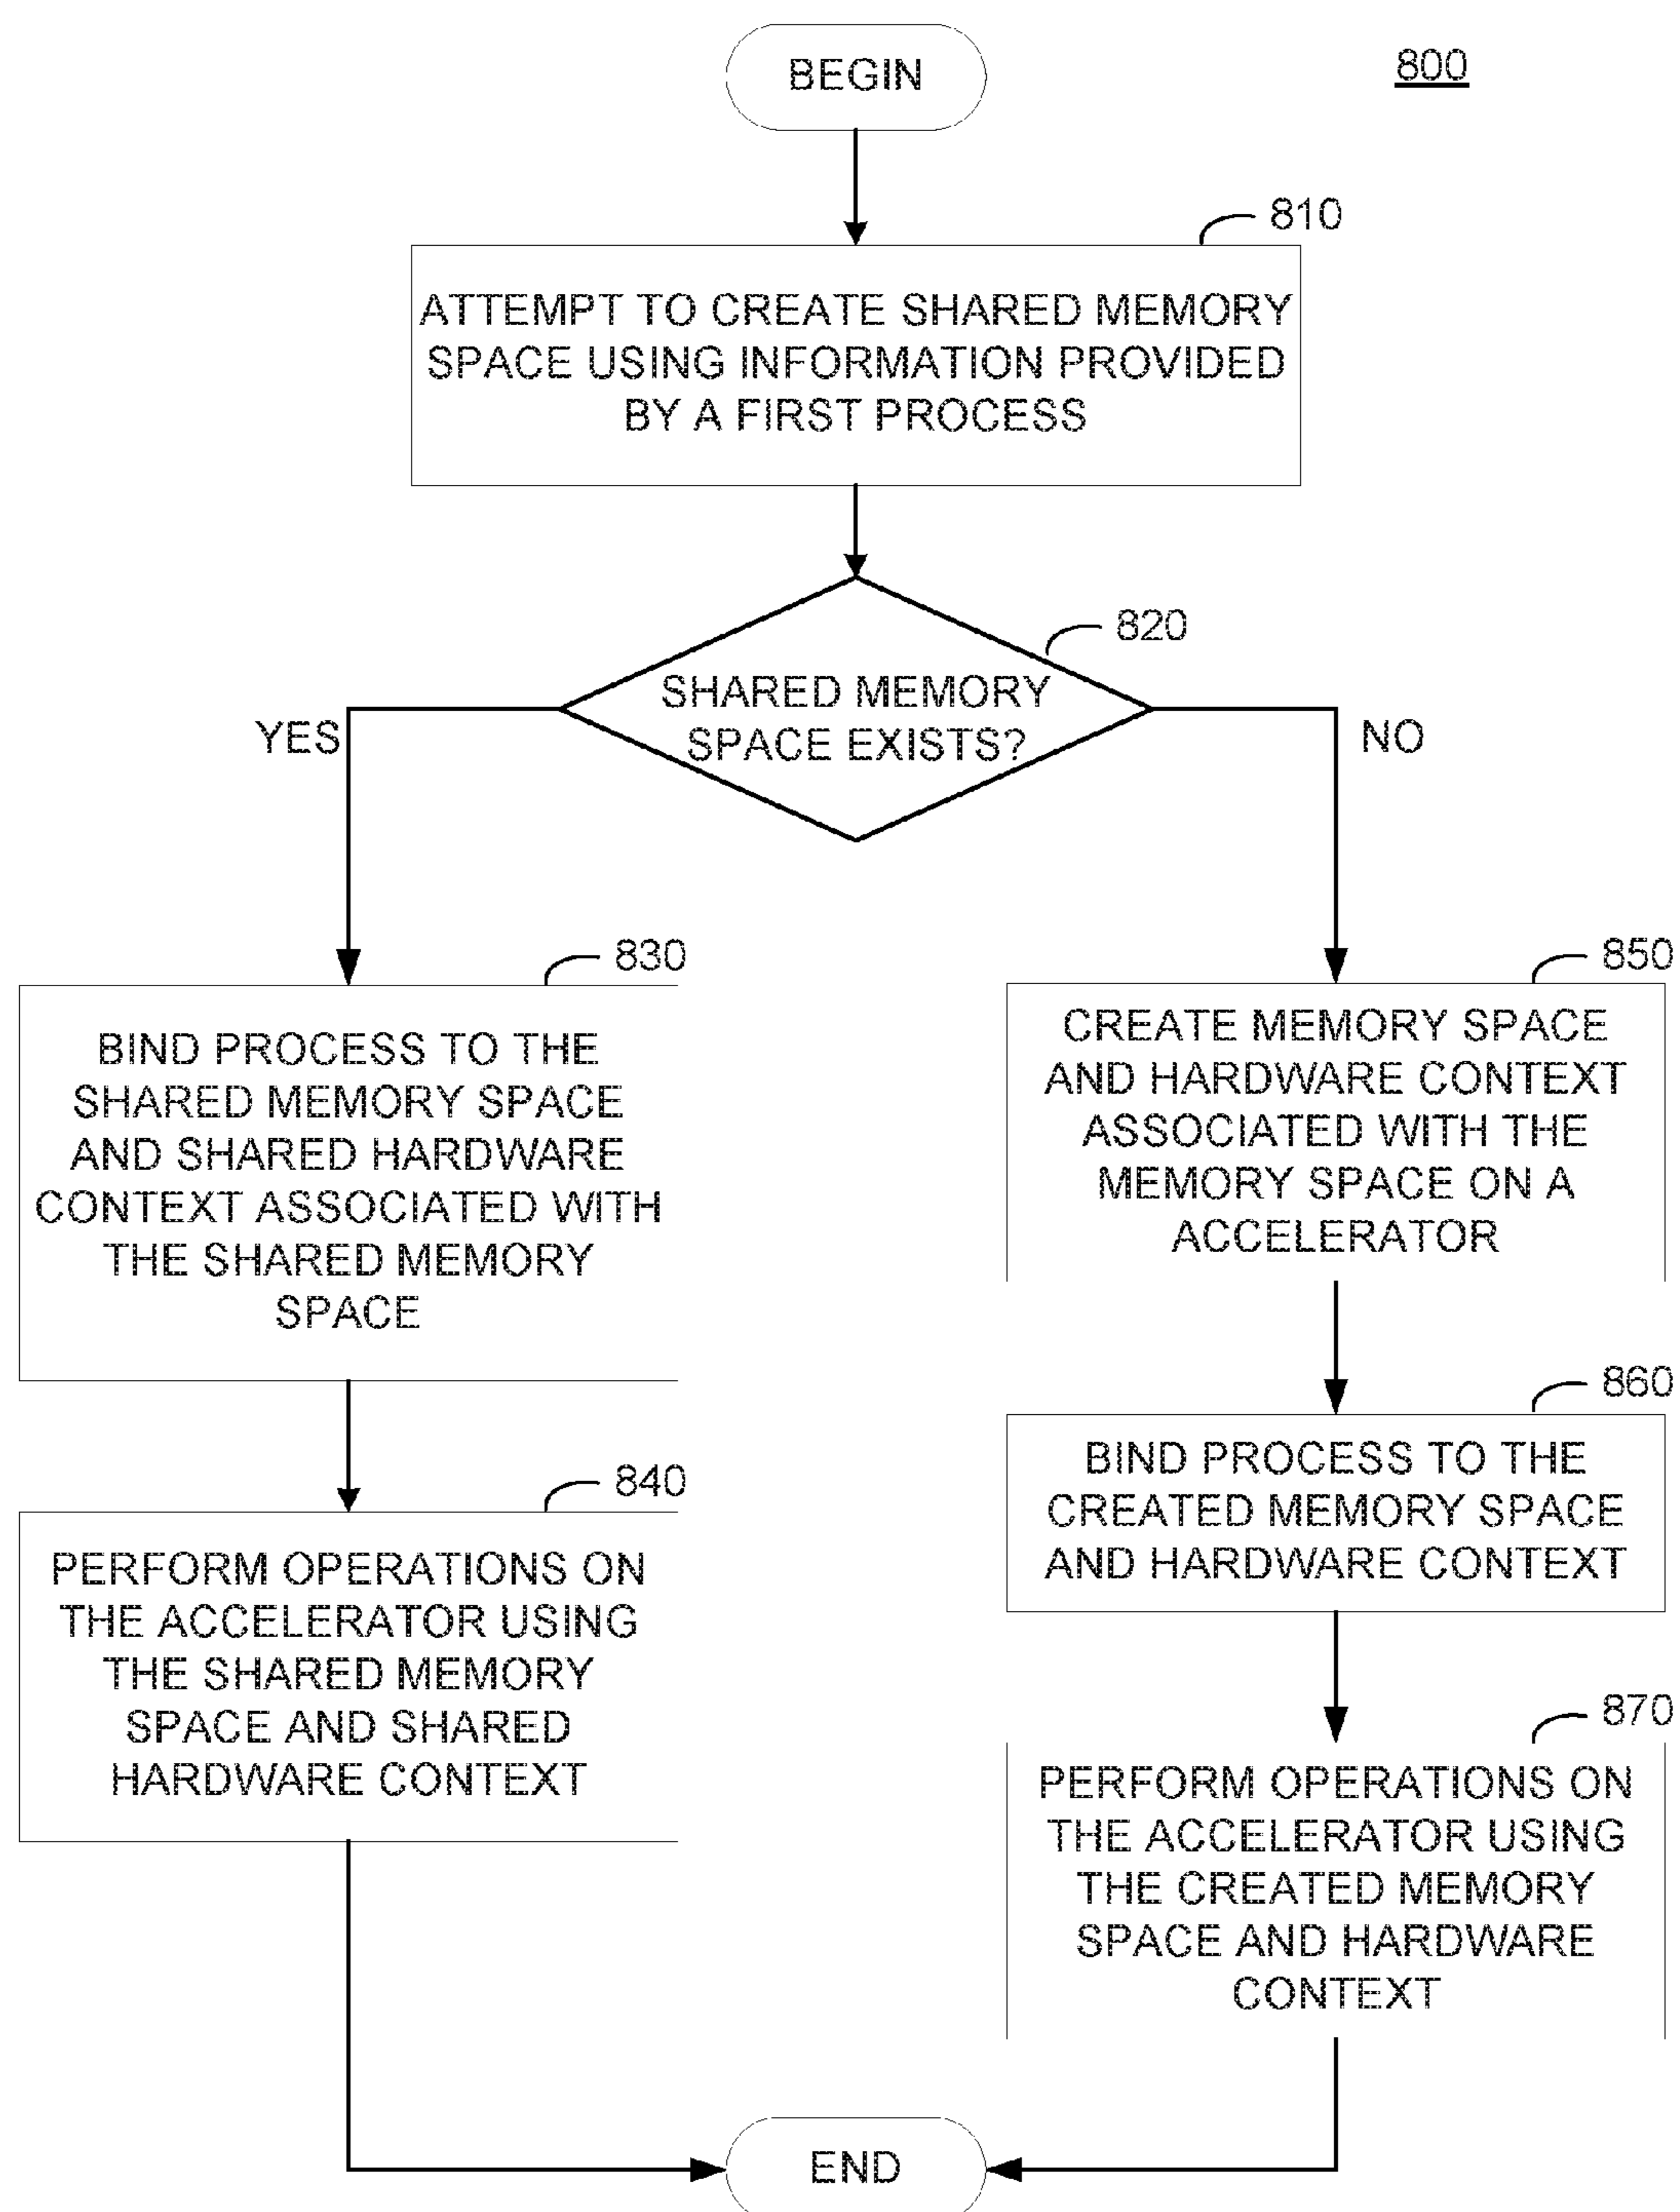 BEGIN
800
810
ATTEMPT TO CREATE SHARED MEMORY
SPACE USING INFORMATION PROVIDED
BY A FIRST PROCESS
820
SHARED MEMORY
SPACE EXISTS?
YES
NO
830
BIND PROCESS TO THE
SHARED MEMORY SPACE
AND SHARED HARDWARE
CONTEXT ASSOCIATED WITH
THE SHARED MEMORY
SPACE
840
PERFORM OPERATIONS ON
THE ACCELERATOR USING
THE SHARED MEMORY
SPACE AND SHARED
HARDWARE CONTEXT
850
CREATE MEMORY SPACE
AND HARDWARE CONTEXT
ASSOCIATED WITH THE
MEMORY SPACE ON A
ACCELERATOR
860
BIND PROCESS TO THE
CREATED MEMORY SPACE
AND HARDWARE CONTEXT
870
PERFORM OPERATIONS ON
THE ACCELERATOR USING
THE CREATED MEMORY
SPACE AND HARDWARE
CONTEXT
END